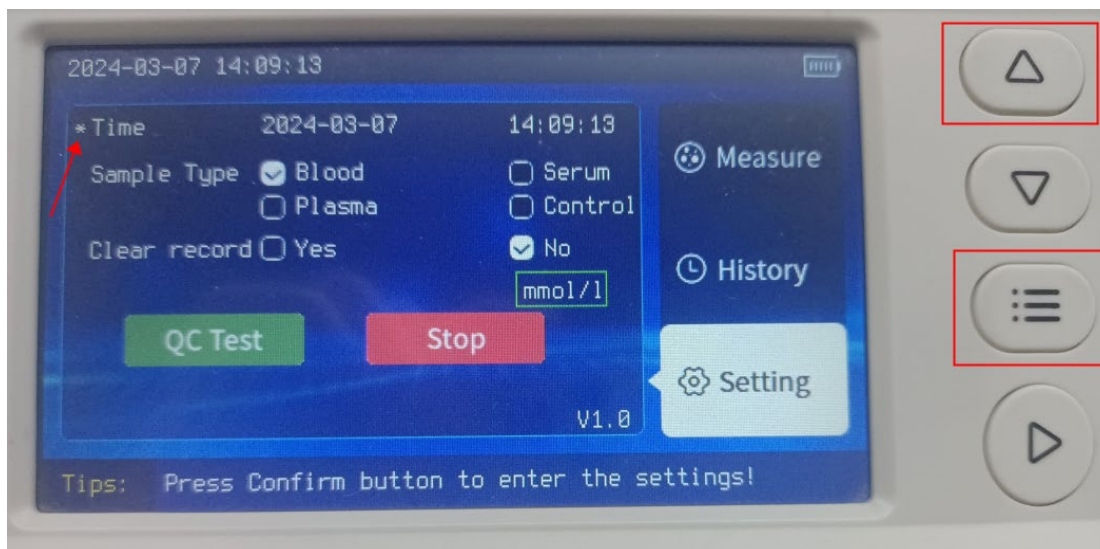 2024-03-07 14:09:13
*Time 2024-03-07 14:09:13
Sample Type Blood Serum
Plasma Control
Clear record Yes No
mmol/l
QC Test Stop
V1.0
Measure
History
Setting
Tips: Press Confirm button to enter the settings!